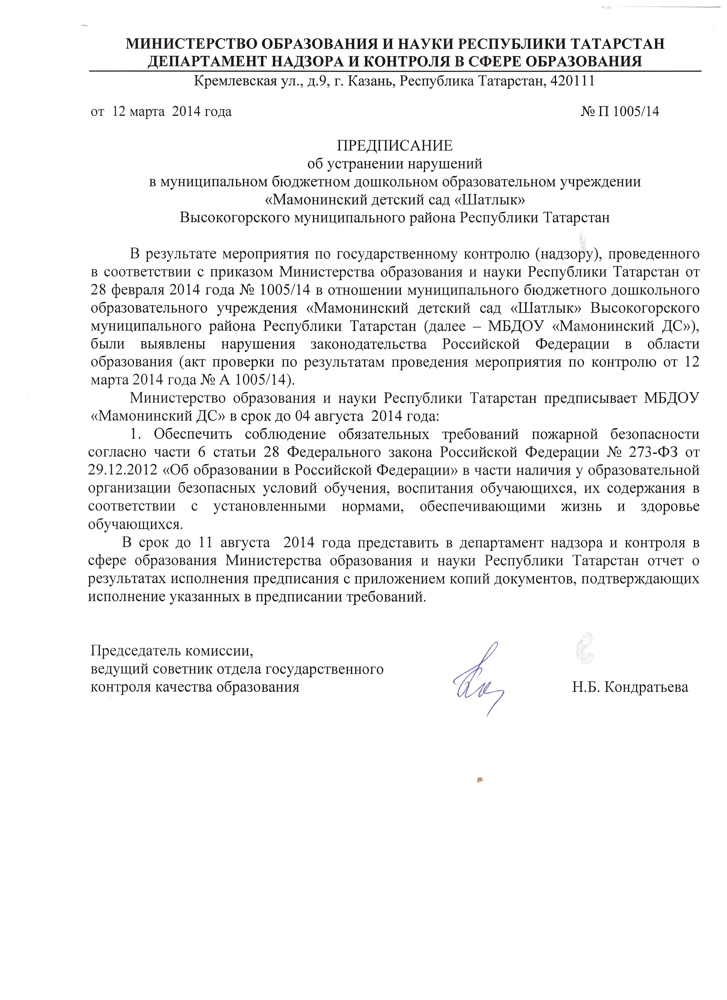 МИНИСТЕРСТВО ОБРАЗОВАНИЯ И НАУКИ РЕСПУБЛИКИ ТАТАРСТАН
ДЕПАРТАМЕНТ НАДЗОРА И КОНТРОЛЯ В СФЕРЕ ОБРАЗОВАНИЯ
Кремлевская ул., д.9, г. Казань, Республика Татарстан, 420111
от 12 марта 2014 года № П 1005/14
ПРЕДПИСАНИЕ
об устранении нарушений
в муниципальном бюджетном дошкольном образовательном учреждении
«Мамонинский детский сад «Шатлык»
Высокогорского муниципального района Республики Татарстан
В результате мероприятия по государственному контролю (надзору), проведенного
в соответствии с приказом Министерства образования и науки Республики Татарстан от
28 февраля 2014 года № 1005/14 в отношении муниципального бюджетного дошкольного
образовательного учреждения «Мамонинский детский сад «Шатлык» Высокогорского
муниципального района Республики Татарстан (далее – МБДОУ «Мамонинский ДС»),
были выявлены нарушения законодательства Российской Федерации в области
образования (акт проверки по результатам проведения мероприятия по контролю от 12
марта 2014 года № А 1005/14).
Министерство образования и науки Республики Татарстан предписывает МБДОУ
«Мамонинский ДС» в срок до 04 августа 2014 года:
1. Обеспечить соблюдение обязательных требований пожарной безопасности
согласно части 6 статьи 28 Федерального закона Российской Федерации № 273-ФЗ от
29.12.2012 «Об образовании в Российской Федерации» в части наличия у образовательной
организации безопасных условий обучения, воспитания обучающихся, их содержания в
соответствии с установленными нормами, обеспечивающими жизнь и здоровье
обучающихся.
В срок до 11 августа 2014 года представить в департамент надзора и контроля в
сфере образования Министерства образования и науки Республики Татарстан отчет о
результатах исполнения предписания с приложением копий документов, подтверждающих
исполнение указанных в предписании требований.
Председатель комиссии,
ведущий советник отдела государственного
контроля качества образования Н.Б. Кондратьева